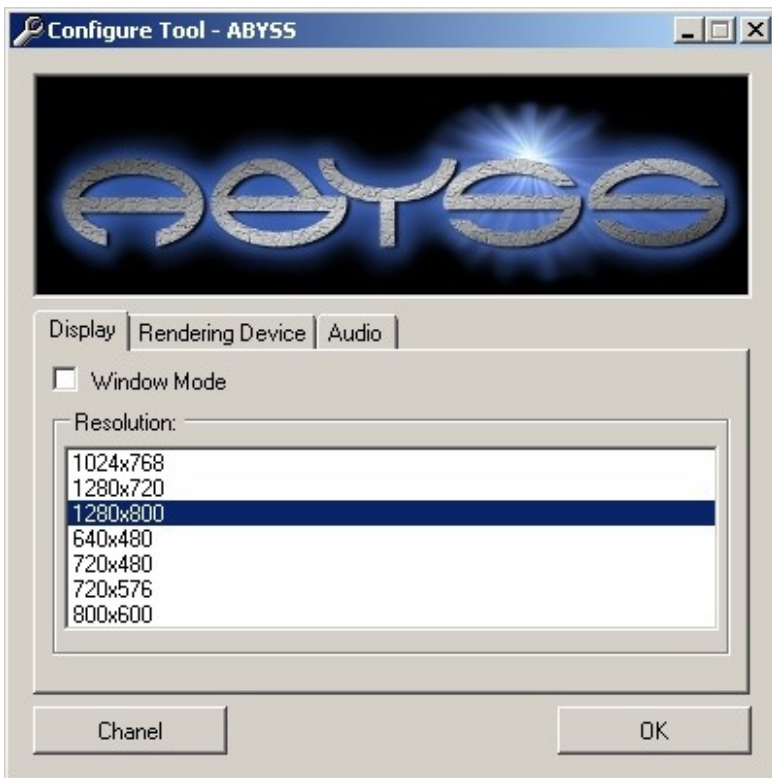 Configure Tool - ABYSS
ABYSS
Display Rendering Device Audio
Window Mode
Resolution:
1024x768
1280x720
1280x800
640x480
720x480
720x576
800x600
Chanel OK